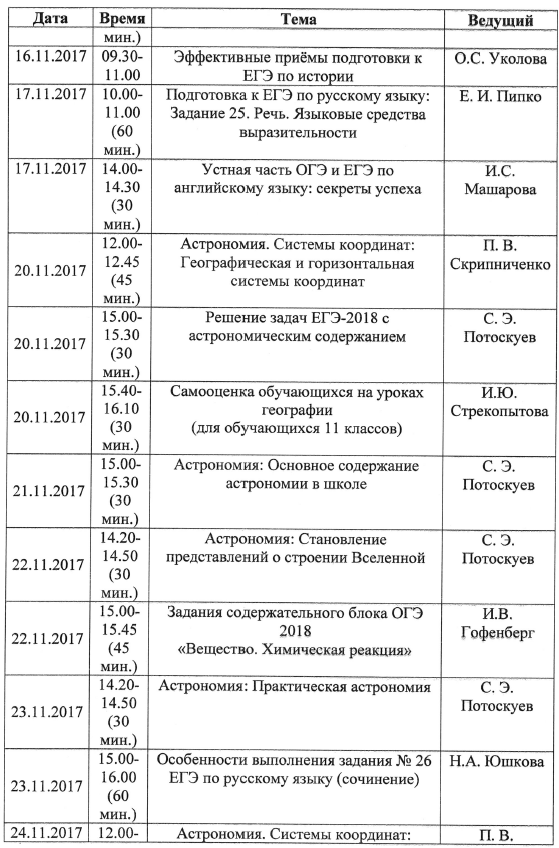 Дата Время Тема Ведущий
мин.)
16.11.2017 09.30- Эффективные приёмы подготовки к О.С. Уколова
11.00 ЕГЭ по истории
17.11.2017 10.00- Подготовка к ЕГЭ по русскому языку: Е. И. Пипко
11.00 Задание 25. Речь. Языковые средства
(60 выразительности
мин.)
17.11.2017 14.00- Устная часть ОГЭ и ЕГЭ по И.С.
14.30 английскому языку: секреты успеха Машарова
(30
мин.)
12.00- Астрономия. Системы координат: П. В.
20.11.2017 12.45 Географическая и горизонтальная Скрипниченко
(45 системы координат
мин.)
15.00- Решение задач ЕГЭ-2018 с С. Э.
20.11.2017 15.30 астрономическим содержанием Потоскуев
(30
мин.)
15.40- Самооценка обучающихся на уроках И.Ю.
20.11.2017 16.10 географии Стрекопытова
(30 (для обучающихся 11 классов)
мин.)
15.00- Астрономия: Основное содержание С. Э.
21.11.2017 15.30 астрономии в школе Потоскуев
(30
мин.)
14.20- Астрономия: Становление С. Э.
22.11.2017 14.50 представлений о строении Вселенной Потоскуев
(30
мин.)
15.00- Задания содержательного блока ОГЭ И.В.
22.11.2017 15.45 2018 Гофенберг
(45 «Вещество. Химическая реакция»
мин.)
14.20- Астрономия: Практическая астрономия С. Э.
23.11.2017 14.50 Потоскуев
(30
мин.)
15.00- Особенности выполнения задания № 26 Н.А. Юшкова
23.11.2017 16.00 ЕГЭ по русскому языку (сочинение)
(60
мин.)
24.11.2017 12.00- Астрономия. Системы координат: П. В.